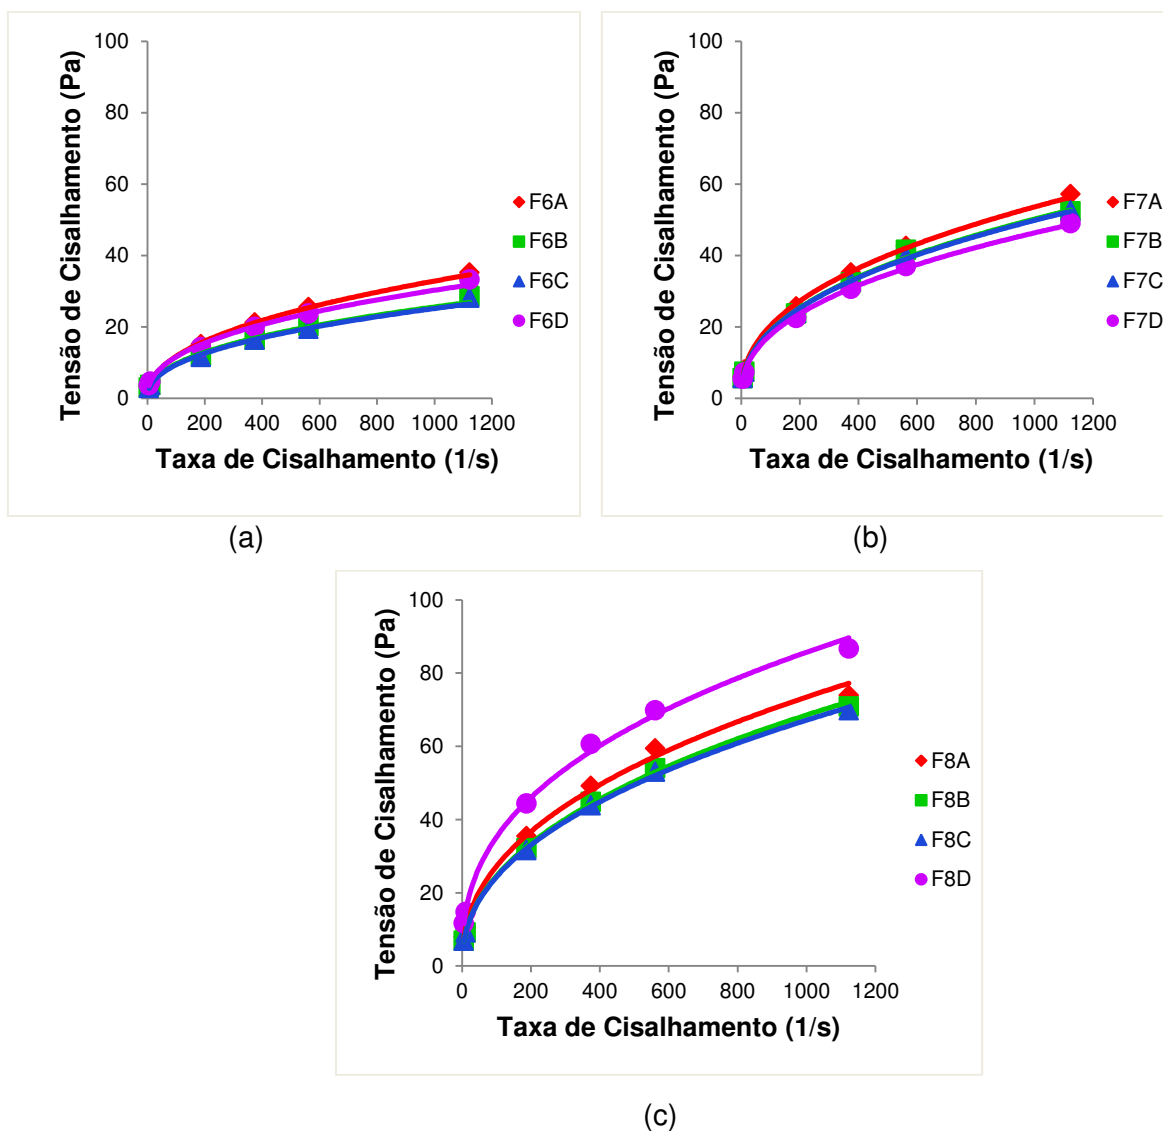 Tensão de Cisalhamento (Pa)
100
80
60
40
20
0
0 200 400 600 800 1000 1200
Taxa de Cisalhamento (1/s)
F6A
F6B
F6C
F6D
(a)
Tensão de Cisalhamento (Pa)
100
80
60
40
20
0
0 200 400 600 800 1000 1200
Taxa de Cisalhamento (1/s)
F7A
F7B
F7C
F7D
(b)
Tensão de Cisalhamento (Pa)
100
80
60
40
20
0
0 200 400 600 800 1000 1200
Taxa de Cisalhamento (1/s)
F8A
F8B
F8C
F8D
(c)